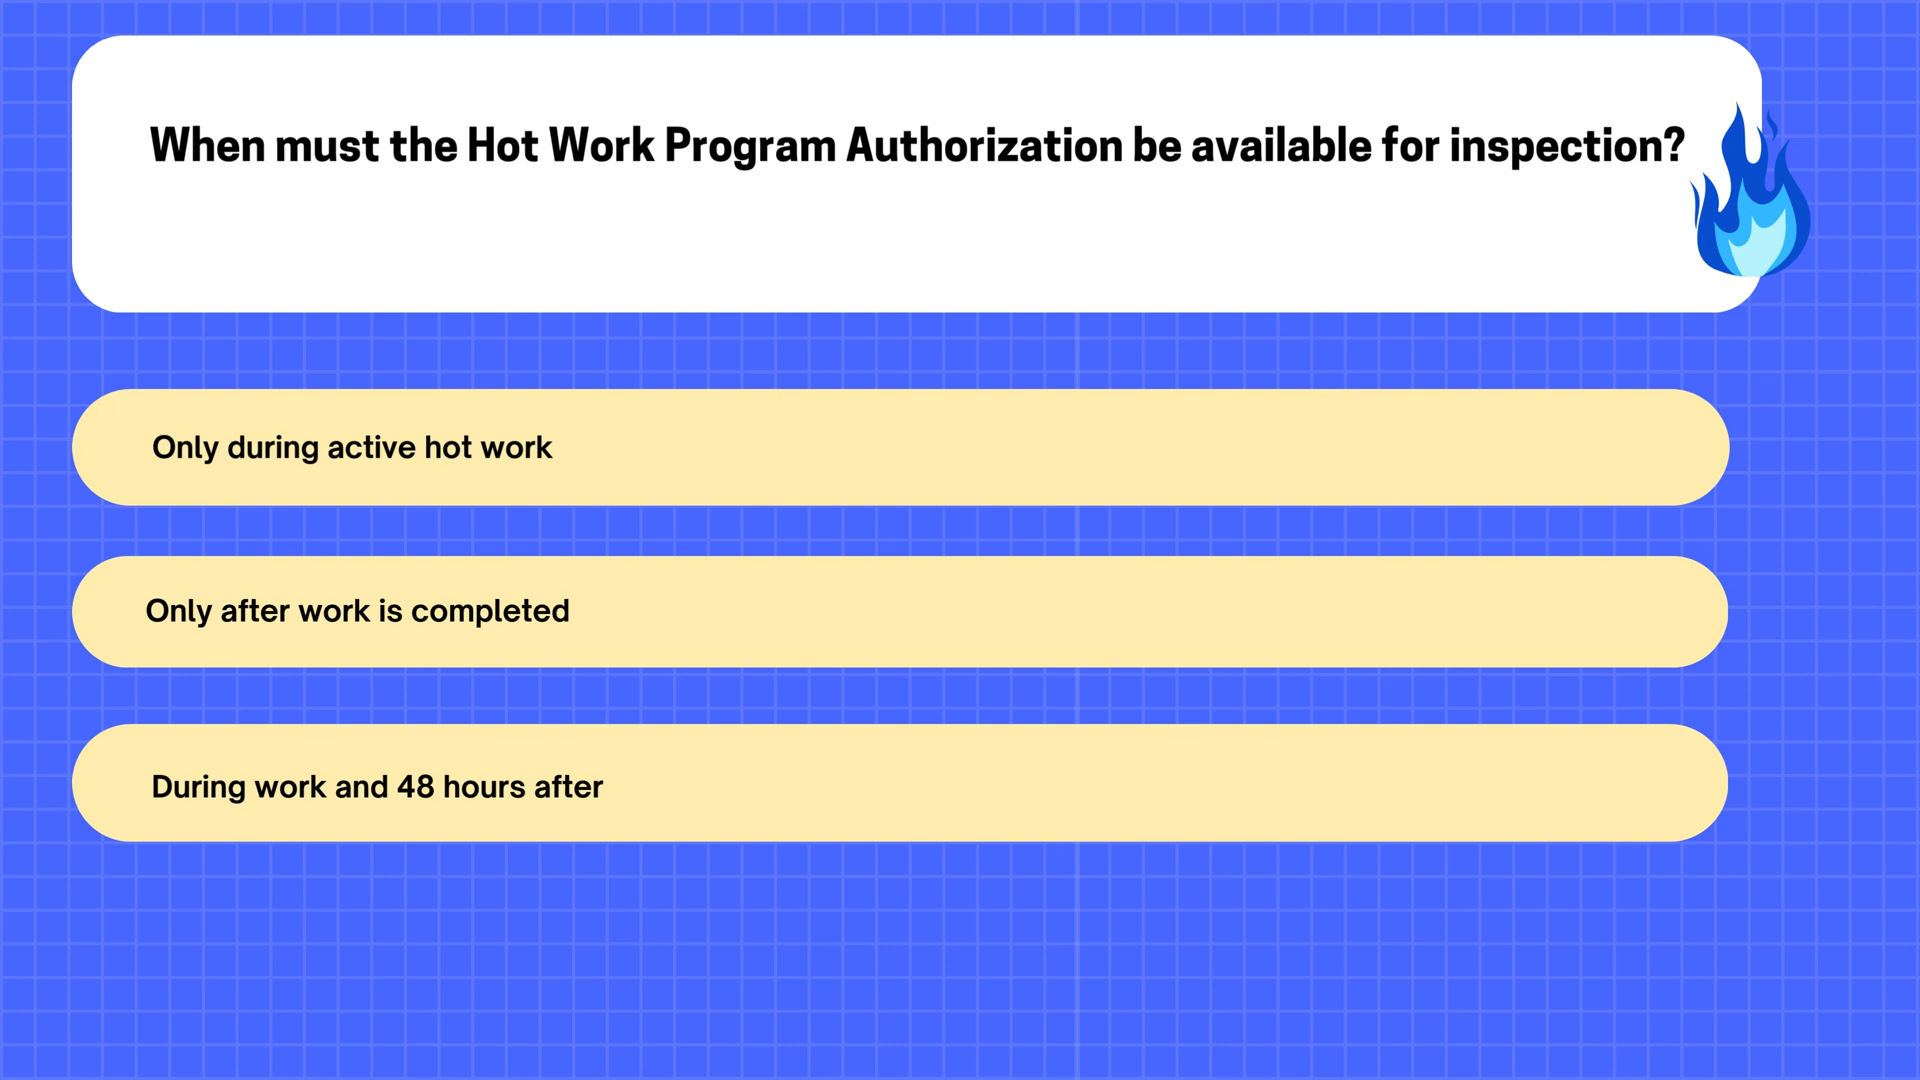 When must the Hot Work Program Authorization be available for inspection?
Only during active hot work
Only after work is completed
During work and 48 hours after